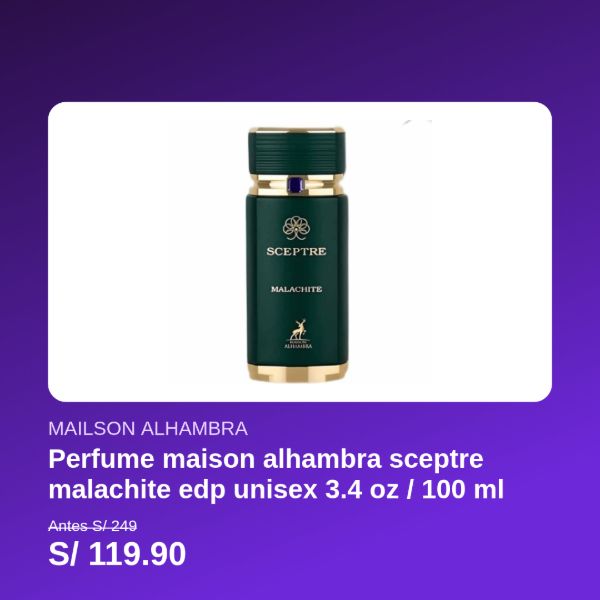 SCEPTRE
MALACHITE
MAISON
ALHAMBRA
MAILSON ALHAMBRA
Perfume maison alhambra sceptre
malachite edp unisex 3.4 oz / 100 ml
Antes S/ 249
S/ 119.90